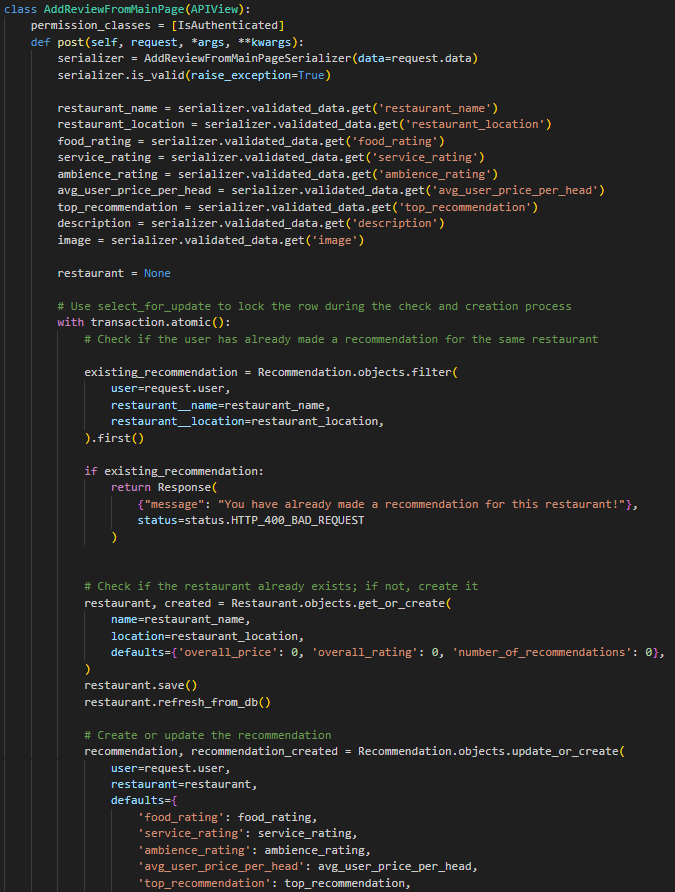 class AddReviewFromMainPage(APIView):
    permission_classes = [IsAuthenticated]
    def post(self, request, *args, **kwargs):
        serializer = AddReviewFromMainPageSerializer(data=request.data)
        serializer.is_valid(raise_exception=True)

        restaurant_name = serializer.validated_data.get('restaurant_name')
        restaurant_location = serializer.validated_data.get('restaurant_location')
        food_rating = serializer.validated_data.get('food_rating')
        service_rating = serializer.validated_data.get('service_rating')
        ambience_rating = serializer.validated_data.get('ambience_rating')
        avg_user_price_per_head = serializer.validated_data.get('avg_user_price_per_head')
        top_recommendation = serializer.validated_data.get('top_recommendation')
        description = serializer.validated_data.get('description')
        image = serializer.validated_data.get('image')

        restaurant = None

        # Use select_for_update to lock the row during the check and creation process
        with transaction.atomic():
            # Check if the user has already made a recommendation for the same restaurant

            existing_recommendation = Recommendation.objects.filter(
                user=request.user,
                restaurant__name=restaurant_name,
                restaurant__location=restaurant_location,
            ).first()

            if existing_recommendation:
                return Response(
                    {"message": "You have already made a recommendation for this restaurant!"},
                    status=status.HTTP_400_BAD_REQUEST
                )


            # Check if the restaurant already exists; if not, create it
            restaurant, created = Restaurant.objects.get_or_create(
                name=restaurant_name,
                location=restaurant_location,
                defaults={'overall_price': 0, 'overall_rating': 0, 'number_of_recommendations': 0},
            )
            restaurant.save()
            restaurant.refresh_from_db()

            # Create or update the recommendation
            recommendation, recommendation_created = Recommendation.objects.update_or_create(
                user=request.user,
                restaurant=restaurant,
                defaults={
                    'food_rating': food_rating,
                    'service_rating': service_rating,
                    'ambience_rating': ambience_rating,
                    'avg_user_price_per_head': avg_user_price_per_head,
                    'top_recommendation': top_recommendation,